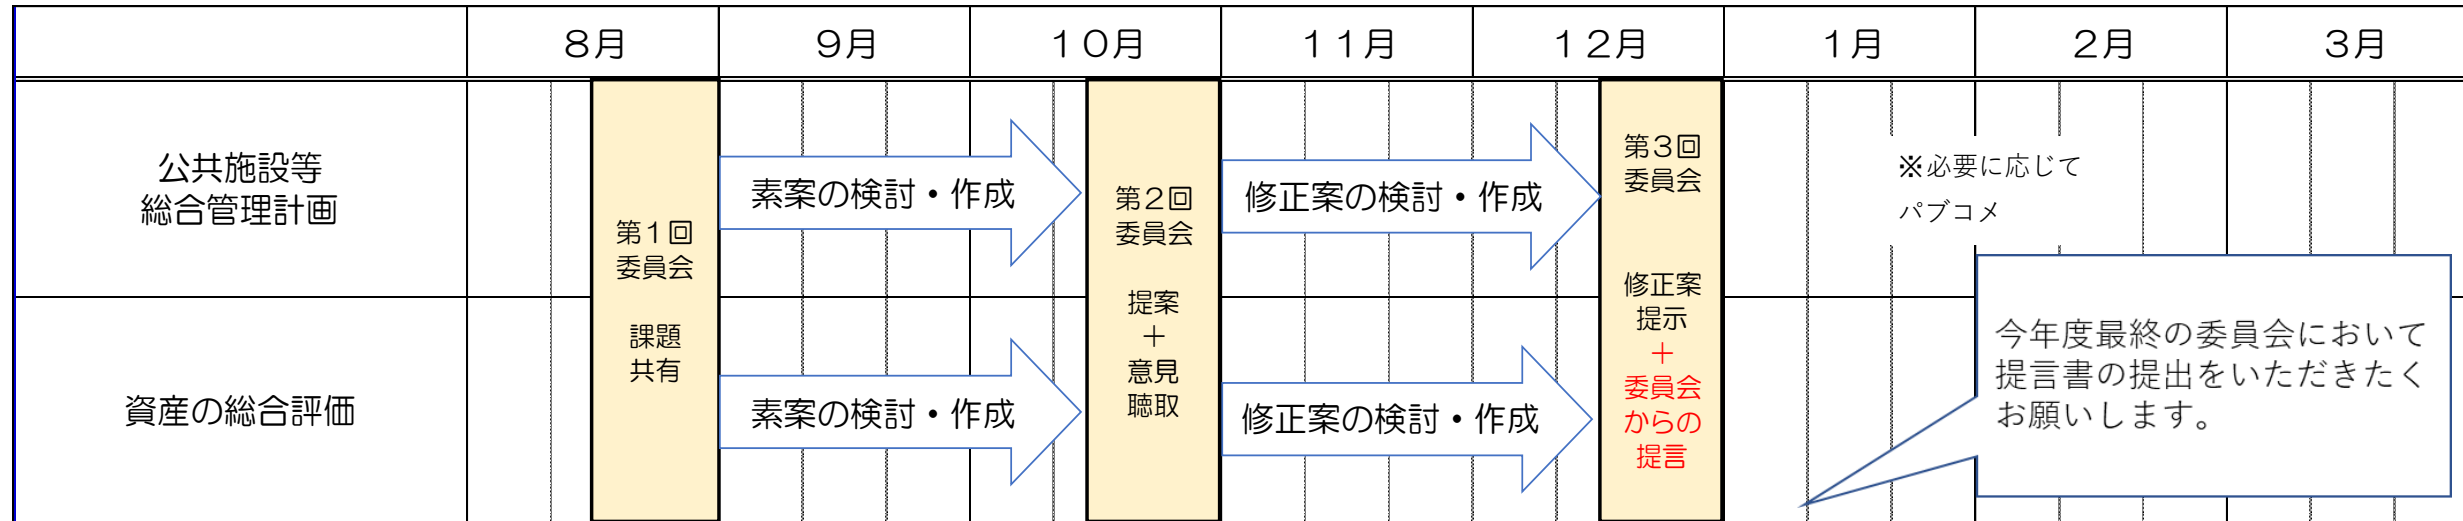 ８月
９月
１０月
１１月
１２月
１月
２月
３月
公共施設等
総合管理計画
資産の総合評価
第１回
委員会
課題
共有
素案の検討・作成
素案の検討・作成
第２回
委員会
提案
＋
意見
聴取
修正案の検討・作成
修正案の検討・作成
第３回
委員会
修正案
提示
＋
委員会
からの
提言
※必要に応じて
パブコメ
今年度最終の委員会において
提言書の提出をいただきたく
お願いします。